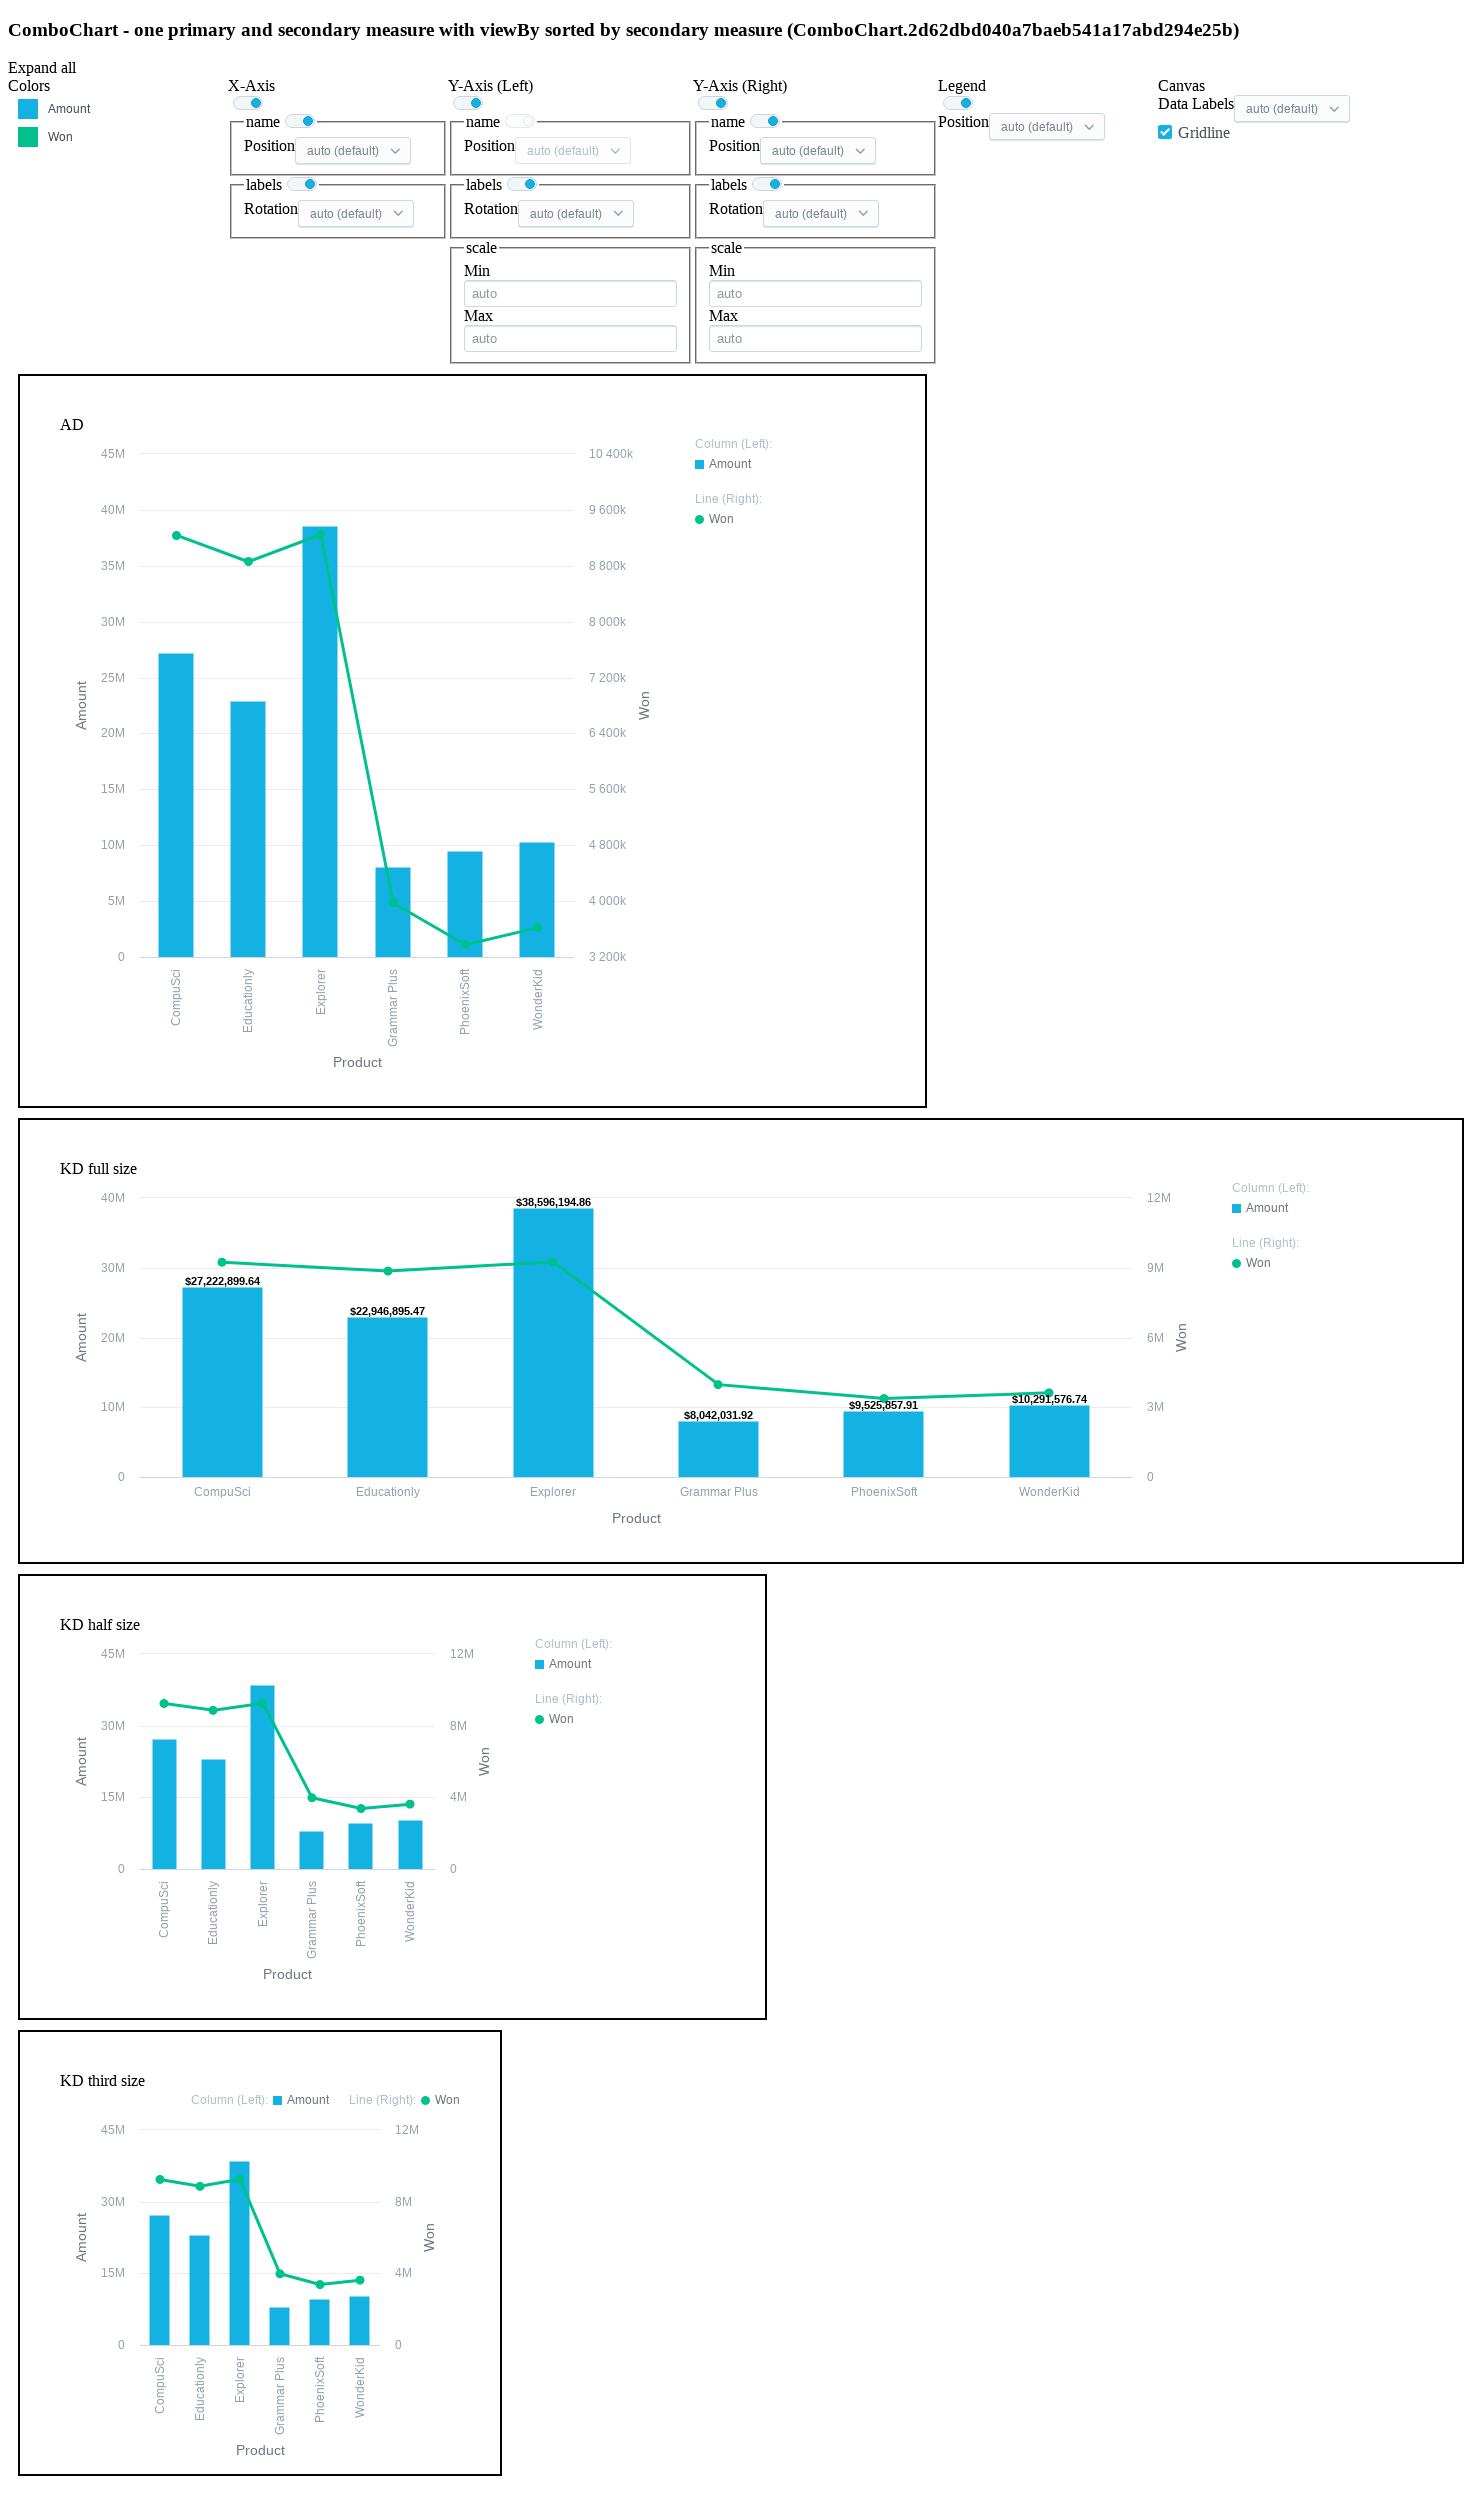 ComboChart - one primary and secondary measure with viewBy sorted by secondary measure (ComboChart.2d62dbd040a7baeb541a17abd294e25b)
Expand all
Colors
Amount
Won
X-Axis
name
Position auto (default)
labels
Rotation auto (default)
Y-Axis (Left)
name
Position auto (default)
labels
Rotation auto (default)
scale
Min
auto
Max
auto
Y-Axis (Right)
name
Position auto (default)
labels
Rotation auto (default)
scale
Min
auto
Max
auto
Legend
Position auto (default)
Canvas
Data Labels auto (default)
Gridline
AD
45M
40M
35M
30M
25M
20M
15M
10M
5M
0
Amount
10 400k
9 600k
8 800k
8 000k
7 200k
6 400k
5 600k
4 800k
4 000k
3 200k
Won
CompuSci
Educationly
Explorer
Grammar Plus
PhoenixSoft
WonderKid
Product
Column (Left):
Amount
Line (Right):
Won
KD full size
40M
30M
20M
10M
0
Amount
$27,222,899.64
$22,946,895.47
$38,596,194.86
$8,042,031.92
$9,525,857.91
$10,291,576.74
12M
9M
6M
3M
0
Won
CompuSci
Educationly
Explorer
Grammar Plus
PhoenixSoft
WonderKid
Product
Column (Left):
Amount
Line (Right):
Won
KD half size
45M
30M
15M
0
Amount
12M
8M
4M
0
Won
CompuSci
Educationly
Explorer
Grammar Plus
PhoenixSoft
WonderKid
Product
Column (Left):
Amount
Line (Right):
Won
KD third size
Column (Left): Amount Line (Right): Won
45M
30M
15M
0
Amount
12M
8M
4M
0
Won
CompuSci
Educationly
Explorer
Grammar Plus
PhoenixSoft
WonderKid
Product